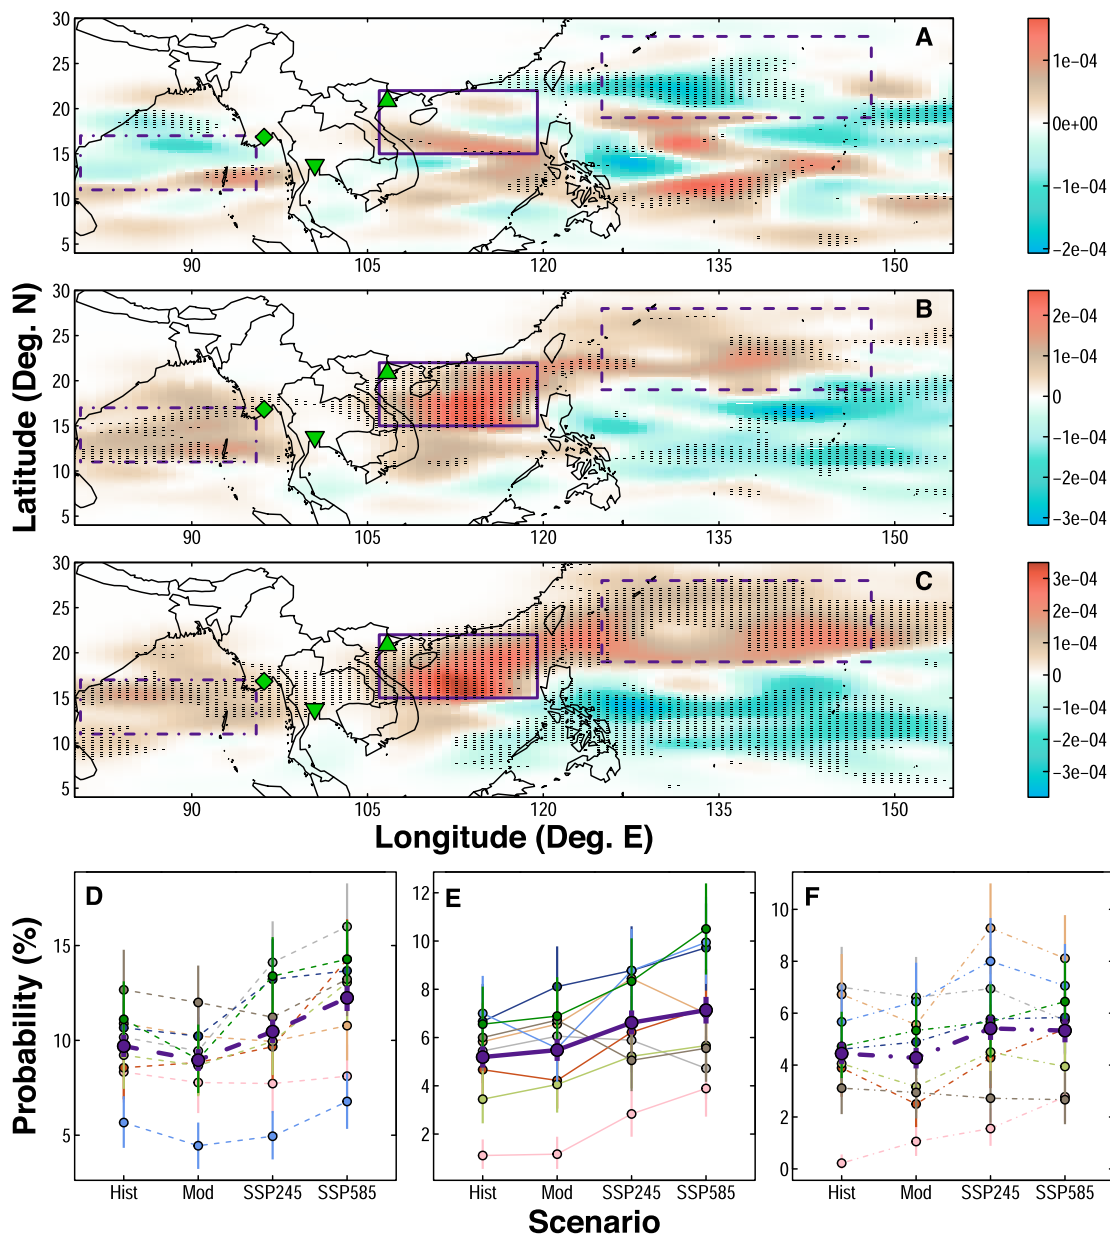 30
25
20
15
10
5
A
1e-04
0e+00
-1e-04
-2e-04
90
105
120
135
150
30
25
20
15
10
5
B
2e-04
1e-04
0
-1e-04
-2e-04
-3e-04
90
105
120
135
150
Latitude (Deg. N)
30
25
20
15
10
5
C
3e-04
2e-04
1e-04
0
-1e-04
-2e-04
-3e-04
90
105
120
135
150
Longitude (Deg. E)
Probability (%)
D
15
10
5
Hist
Mod
SSP245
SSP585
E
12
10
8
6
4
2
Hist
Mod
SSP245
SSP585
F
10
8
6
4
2
0
Hist
Mod
SSP245
SSP585
Scenario